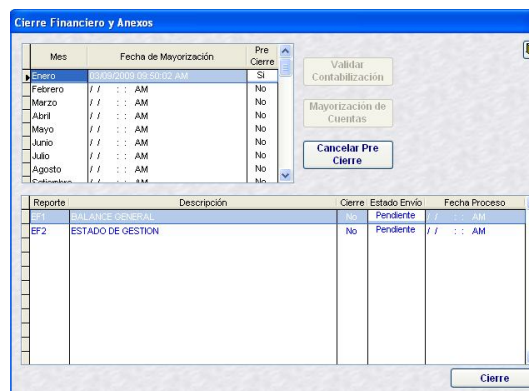 Cierre Financiero y Anexos
Mes Fecha de Mayorización Pre Cierre
Enero 03/09/2009 09:50:02 AM Si
Febrero / / : : AM No
Marzo / / : : AM No
Abril / / : : AM No
Mayo / / : : AM No
Junio / / : : AM No
Julio / / : : AM No
Agosto / / : : AM No
Setiembre / / : : AM No
Validar
Contabilización
Mayorización de
Cuentas
Cancelar Pre
Cierre
Reporte Descripción Cierre Estado Envío Fecha Proceso
EF1 BALANCE GENERAL No Pendiente / / : : AM
EF2 ESTADO DE GESTION No Pendiente / / : : AM
Cierre